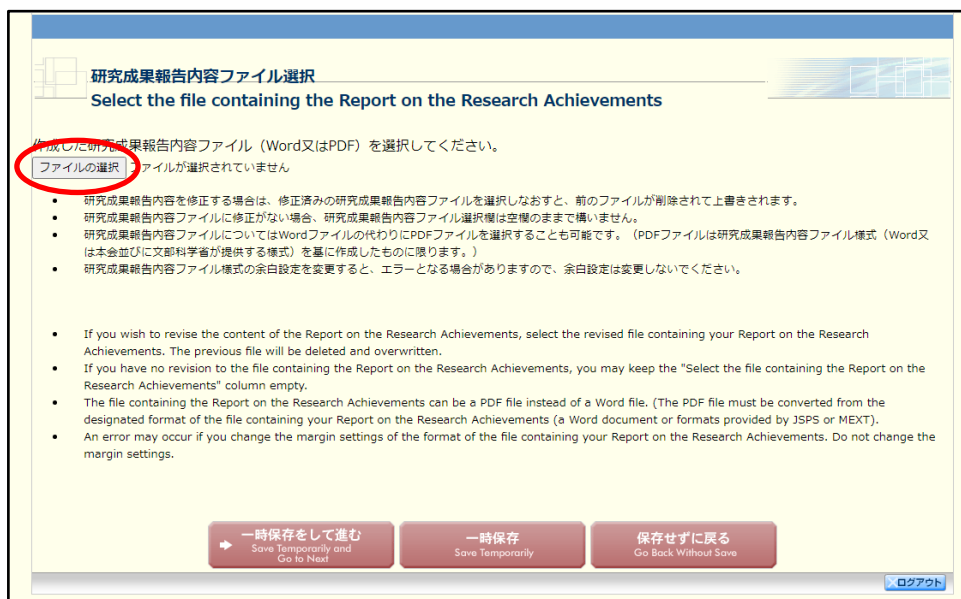 研究成果報告内容ファイル選択
Select the file containing the Report on the Research Achievements
作成した研究成果報告内容ファイル（Word又はPDF）を選択してください。
ファイルの選択 ファイルが選択されていません
• 研究成果報告内容を修正する場合は、修正済みの研究成果報告内容ファイルを選択しなおすと、前のファイルが削除されて上書きされます。
• 研究成果報告内容ファイルに修正がない場合、研究成果報告内容ファイル選択欄は空欄のままで構いません。
• 研究成果報告内容ファイルについてはWordファイルの代わりにPDFファイルを選択することも可能です。（PDFファイルは研究成果報告内容ファイル様式（Word又
は本会並びに文部科学省が提供する様式）を基に作成したものに限ります。）
• 研究成果報告内容ファイル様式の余白設定を変更すると、エラーとなる場合がありますので、余白設定は変更しないでください。
• If you wish to revise the content of the Report on the Research Achievements, select the revised file containing your Report on the Research
Achievements. The previous file will be deleted and overwritten.
• If you have no revision to the file containing the Report on the Research Achievements, you may keep the "Select the file containing the Report on the
Research Achievements" column empty.
• The file containing the Report on the Research Achievements can be a PDF file instead of a Word file. (The PDF file must be converted from the
designated format of the file containing your Report on the Research Achievements (a Word document or formats provided by JSPS or MEXT).
• An error may occur if you change the margin settings of the format of the file containing your Report on the Research Achievements. Do not change the
margin settings.
一時保存をして進む
Save Temporarily and
Go to Next
一時保存
Save Temporarily
保存せずに戻る
Go Back Without Save
ログアウト